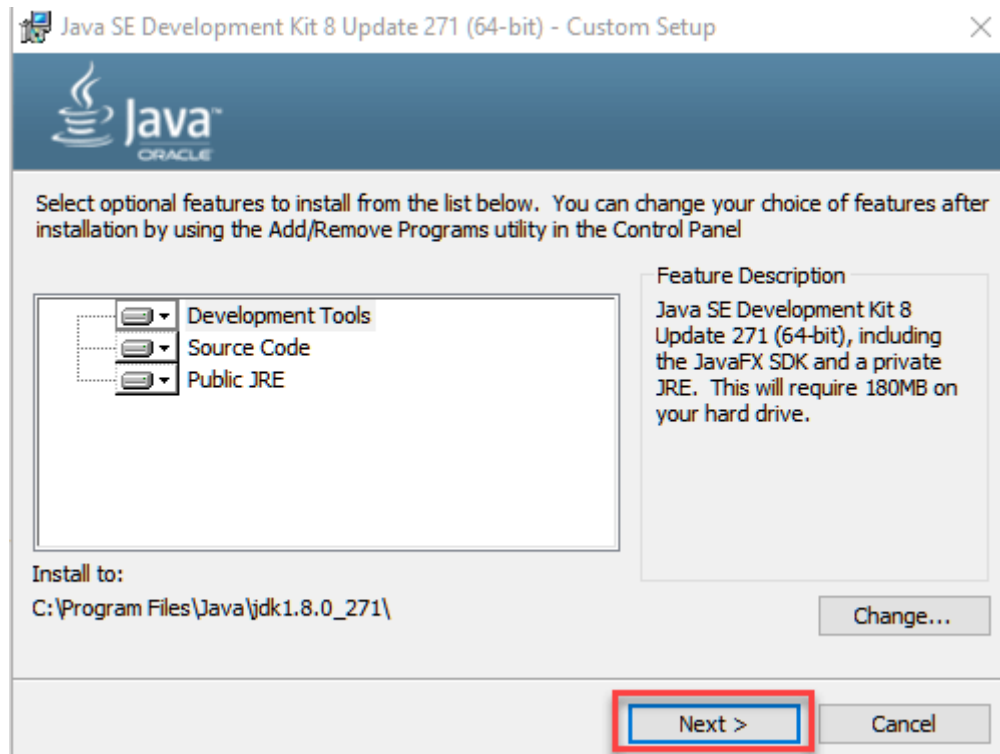 Java SE Development Kit 8 Update 271 (64-bit) - Custom Setup
Java™
ORACLE
Select optional features to install from the list below.  You can change your choice of features after
installation by using the Add/Remove Programs utility in the Control Panel
Development Tools
Source Code
Public JRE
Feature Description
Java SE Development Kit 8
Update 271 (64-bit), including
the JavaFX SDK and a private
JRE.  This will require 180MB on
your hard drive.
Install to:
C:\Program Files\Java\jdk1.8.0_271\
Change...
Next >
Cancel